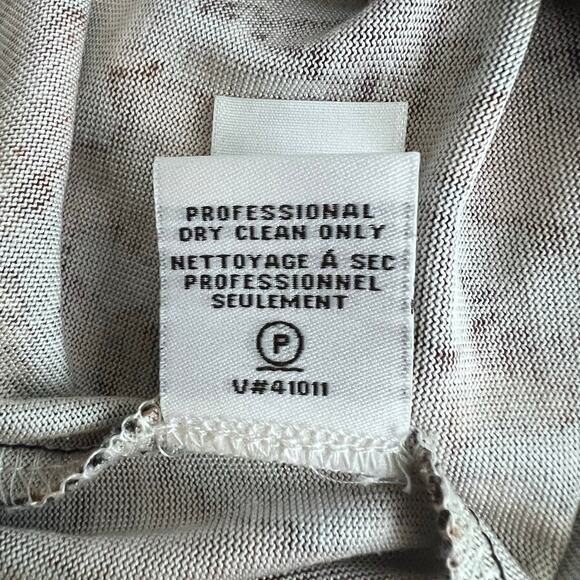 PROFESSIONAL
DRY CLEAN ONLY
NETTOYAGE Á SEC
PROFESSIONNEL
SEULEMENT
P
V#41011